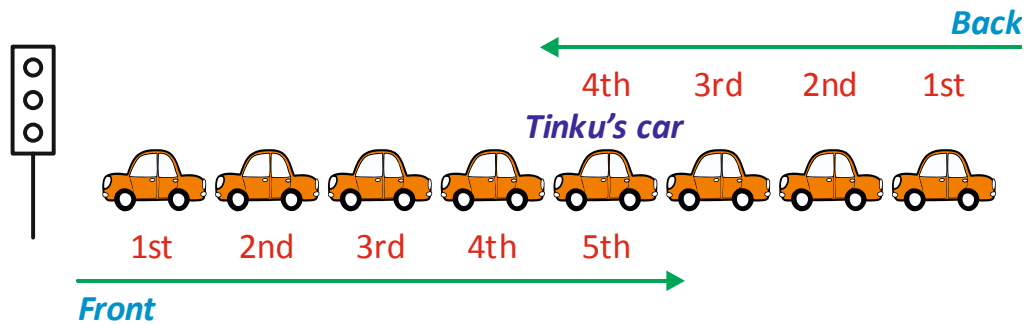 Back
4th 3rd 2nd 1st
Tinku's car
1st 2nd 3rd 4th 5th
Front